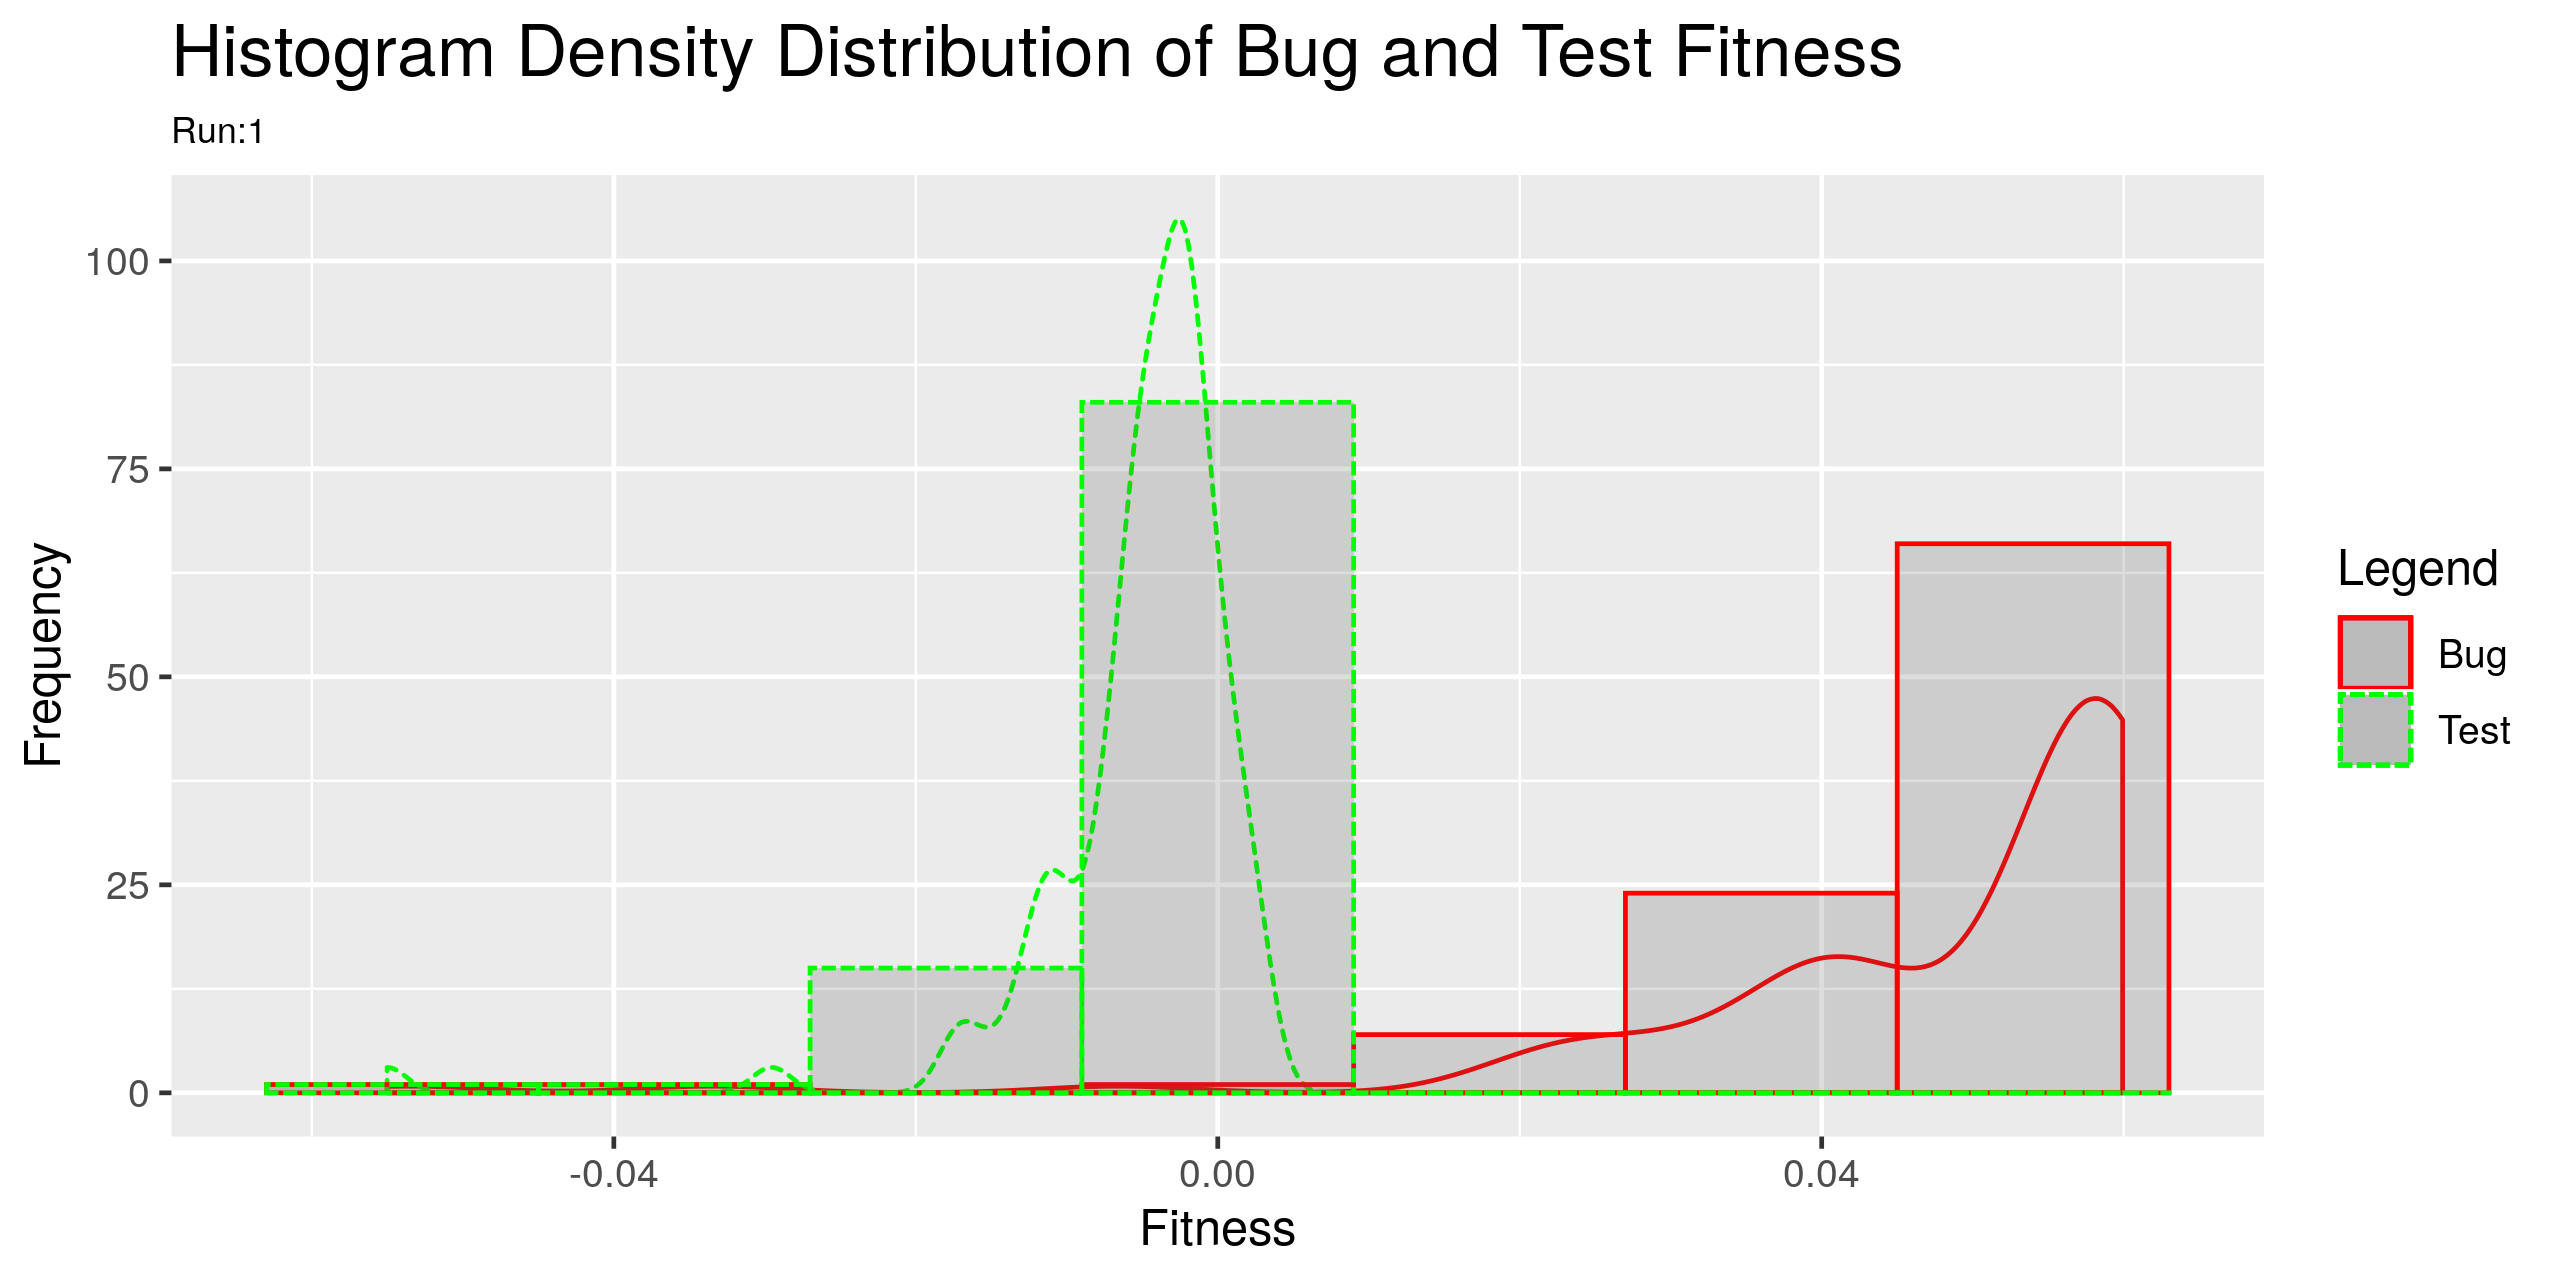 Histogram Density Distribution of Bug and Test Fitness
Run:1
Frequency
100
75
50
25
0
-0.04
0.00
0.04
Fitness
Legend
Bug
Test